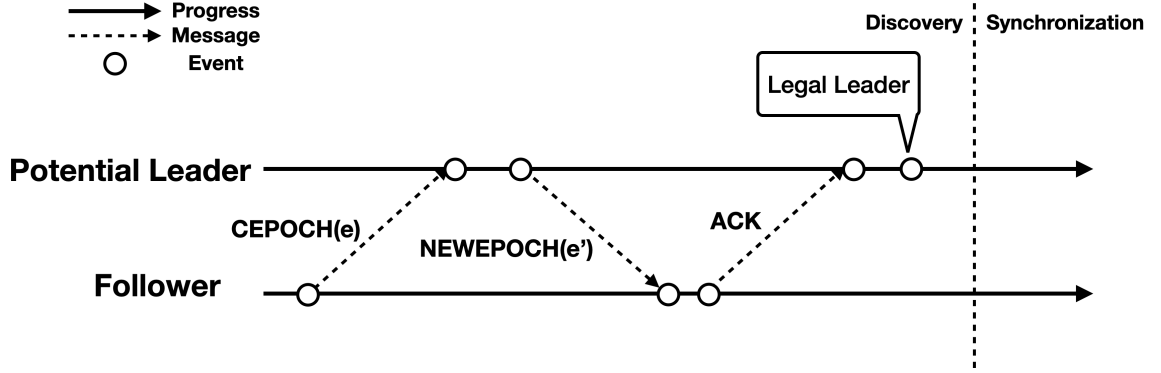 Progress
Message
Event
Discovery
Synchronization
Legal Leader
Potential Leader
CEPOCH(e)
NEWEPOCH(e’)
ACK
Follower